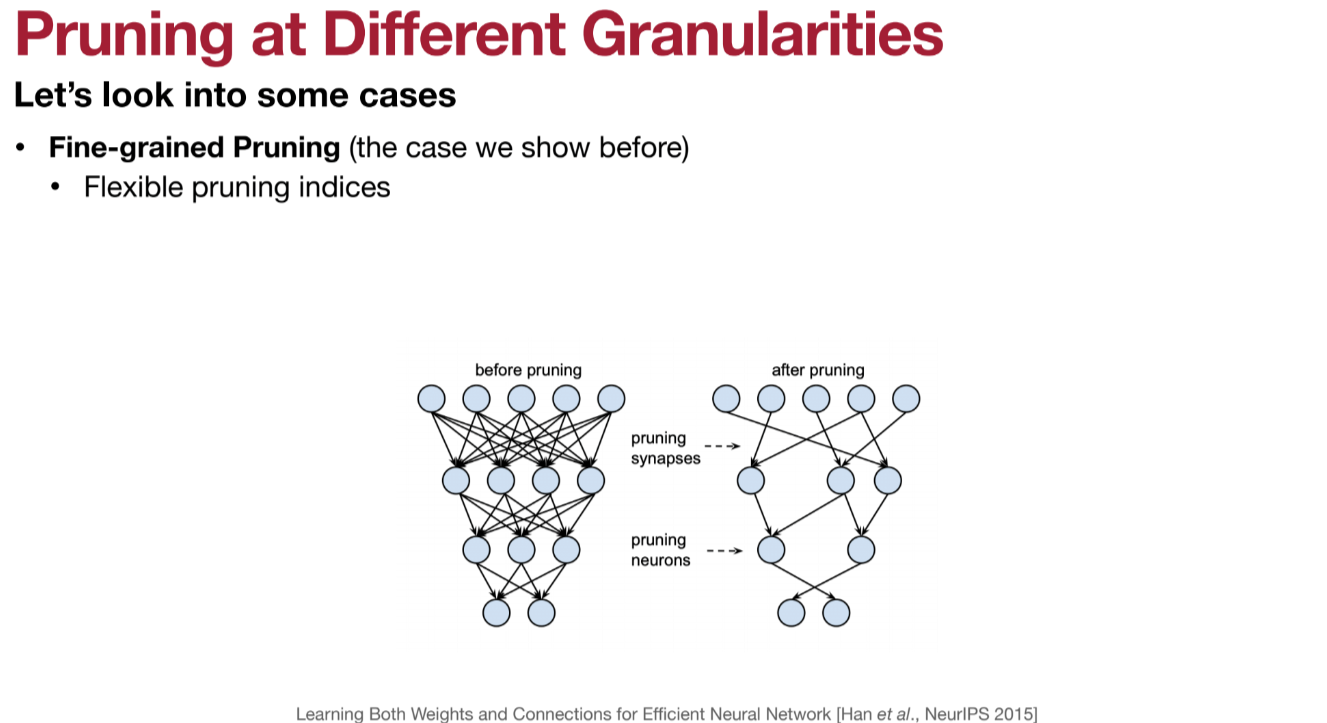 Pruning at Different Granularities
Let's look into some cases
• Fine-grained Pruning (the case we show before)
• Flexible pruning indices
before pruning
after pruning
pruning
synapses
pruning
neurons
Learning Both Weights and Connections for Efficient Neural Network [Han et al., NeurIPS 2015]